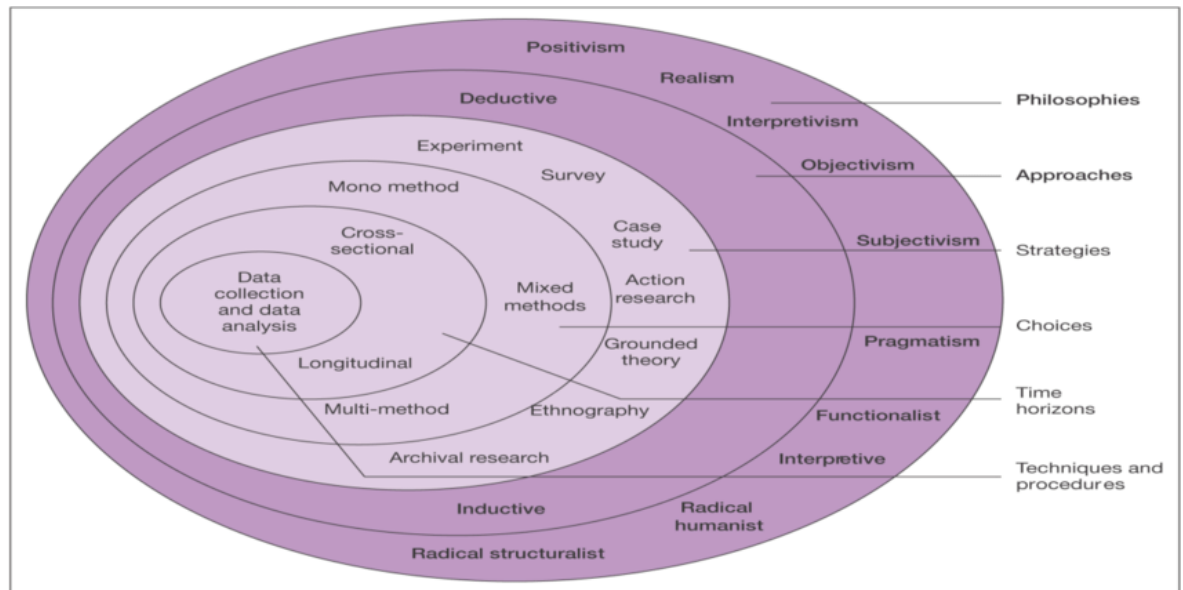 Positivism
Realism
Philosophies
Deductive
Interpretivism
Experiment
Objectivism
Survey
Approaches
Mono method
Case
study
Cross-
sectional
Subjectivism
Strategies
Data
collection
and data
analysis
Mixed
methods
Action
research
Choices
Grounded
theory
Pragmatism
Longitudinal
Time
horizons
Multi-method
Ethnography
Functionalist
Archival research
Interpretive
Techniques and
procedures
Inductive
Radical
humanist
Radical structuralist